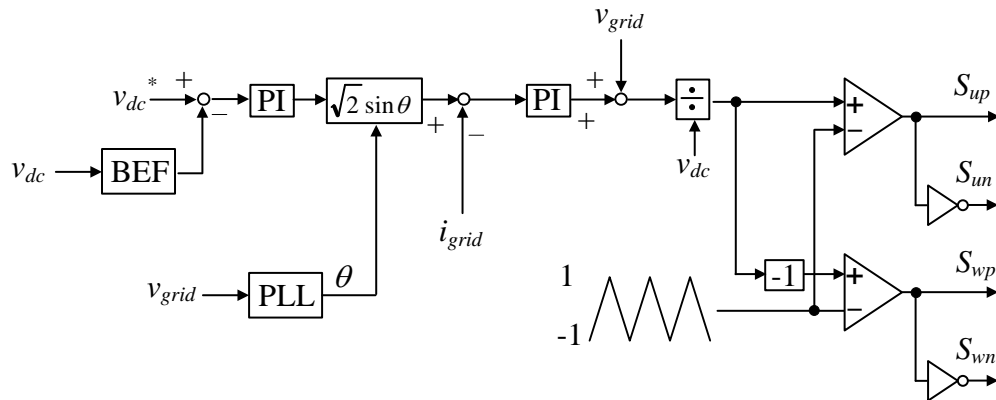 v_grid
v_dc* + − PI √2 sin θ + − PI + + ÷ + − S_up
v_dc BEF v_dc S_un
i_grid
v_grid PLL θ 1 -1 + − S_wp
-1 S_wn